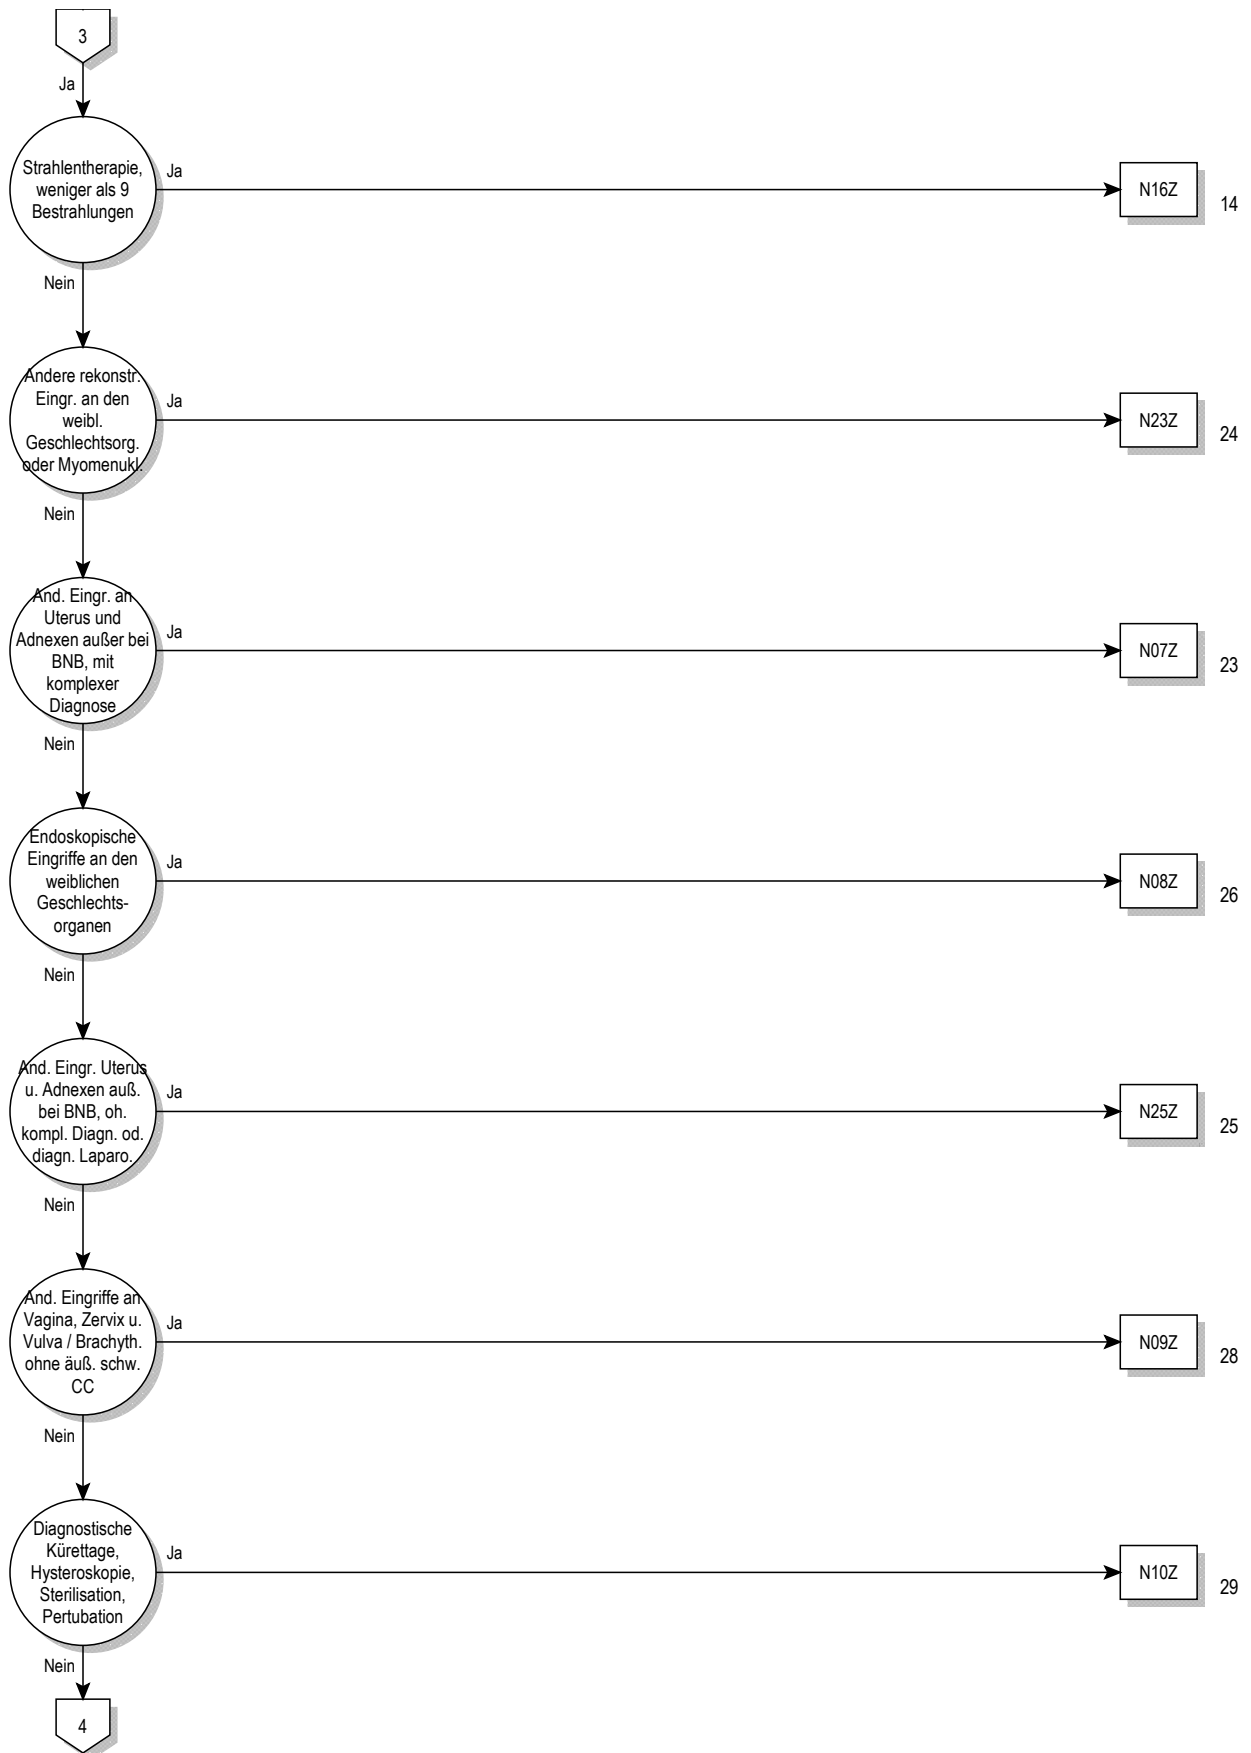 3
Ja
Strahlentherapie,
weniger als 9
Bestrahlungen
Ja
N16Z
14
Nein
Andere rekonstr.
Eingr. an den
weibl.
Geschlechtsorg.
oder Myomenukl.
Ja
N23Z
24
Nein
And. Eingr. an
Uterus und
Adnexen außer bei
BNB, mit
komplexer
Diagnose
Ja
N07Z
23
Nein
Endoskopische
Eingriffe an den
weiblichen
Geschlechts-
organen
Ja
N08Z
26
Nein
And. Eingr. Uterus
u. Adnexen auß.
bei BNB, oh.
kompl. Diagn. od.
diagn. Laparo.
Ja
N25Z
25
Nein
And. Eingriffe an
Vagina, Zervix u.
Vulva / Brachyth.
ohne äuß. schw.
CC
Ja
N09Z
28
Nein
Diagnostische
Kürettage,
Hysteroskopie,
Sterilisation,
Pertubation
Ja
N10Z
29
Nein
4